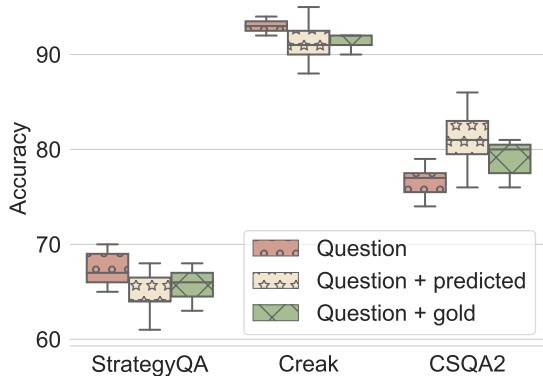 90
80
70
60
Accuracy
Question
Question + predicted
Question + gold
StrategyQA
Creak
CSQA2